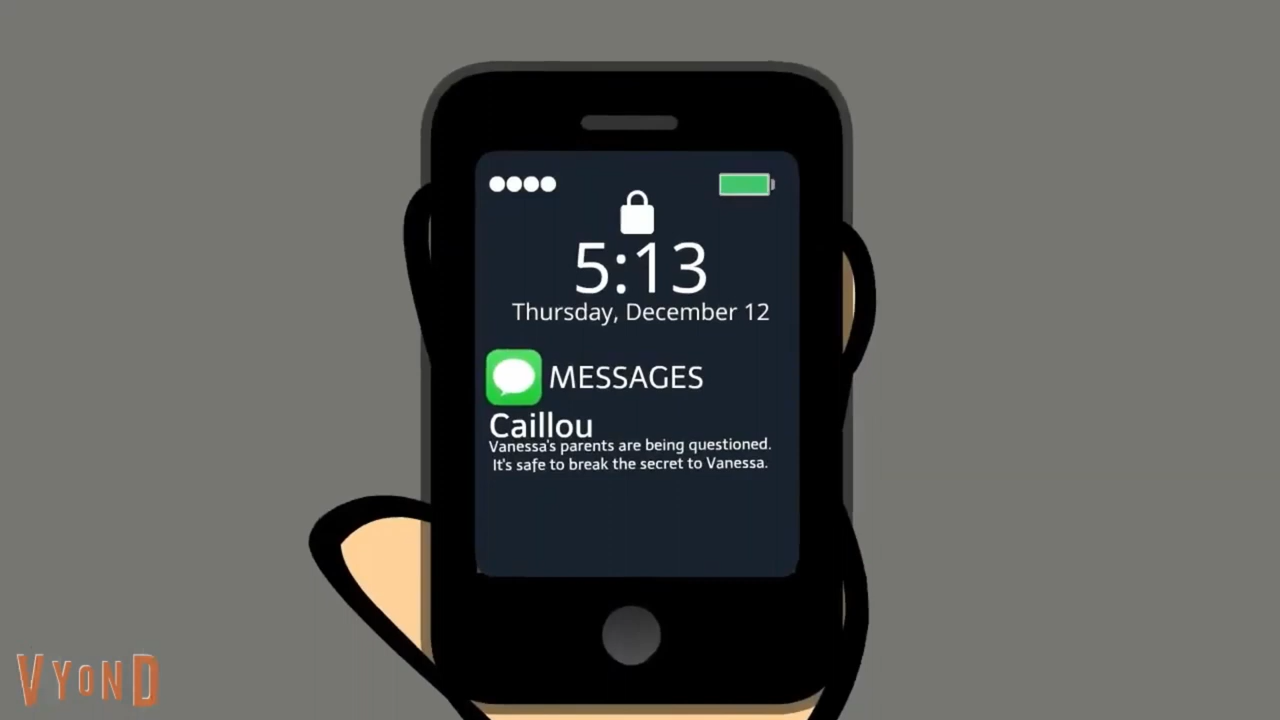 5:13
Thursday, December 12
MESSAGES
Caillou
Vanessa's parents are being questioned.
It's safe to break the secret to Vanessa.
VYOND